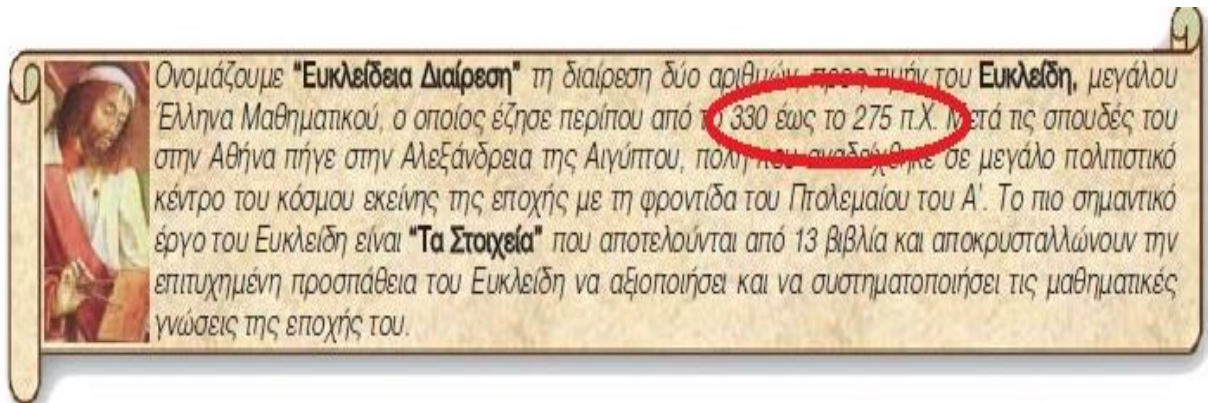 Ονομάζουμε "Ευκλείδεια Διαίρεση" τη διαίρεση δύο αριθμών, προς τιμήν του Ευκλείδη, μεγάλου
Έλληνα Μαθηματικού, ο οποίος έζησε περίπου από το 330 έως το 275 π.Χ. Μετά τις σπουδές του
στην Αθήνα πήγε στην Αλεξάνδρεια της Αιγύπτου, πόλη που αναδείχθηκε σε μεγάλο πολιτιστικό
κέντρο του κόσμου εκείνης της εποχής με τη φροντίδα του Πτολεμαίου του Α'. Το πιο σημαντικό
έργο του Ευκλείδη είναι "Τα Στοιχεία" που αποτελούνται από 13 βιβλία και αποκρυσταλλώνουν την
επιτυχημένη προσπάθεια του Ευκλείδη να αξιοποιήσει και να συστηματοποιήσει τις μαθηματικές
γνώσεις της εποχής του.